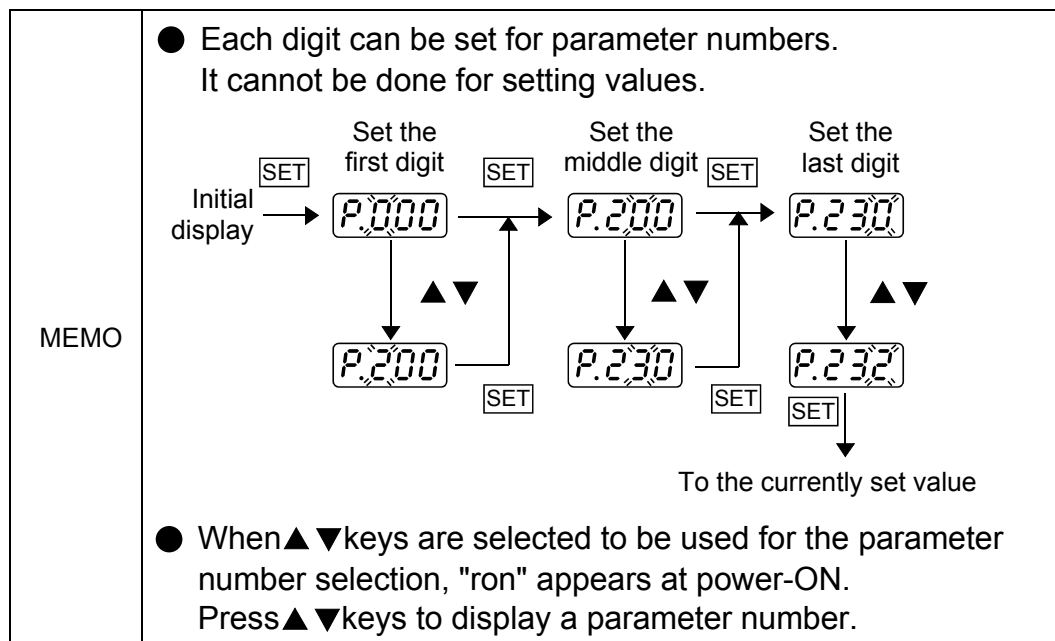 MEMO
● Each digit can be set for parameter numbers.
It cannot be done for setting values.
Set the
first digit
Set the
middle digit
Set the
last digit
SET
SET
SET
Initial
display
P.000
P.200
P.230
▲ ▼
▲ ▼
▲ ▼
P.200
P.230
P.232
SET
SET
SET
To the currently set value
● When▲ ▼keys are selected to be used for the parameter
number selection, "ron" appears at power-ON.
Press▲ ▼keys to display a parameter number.